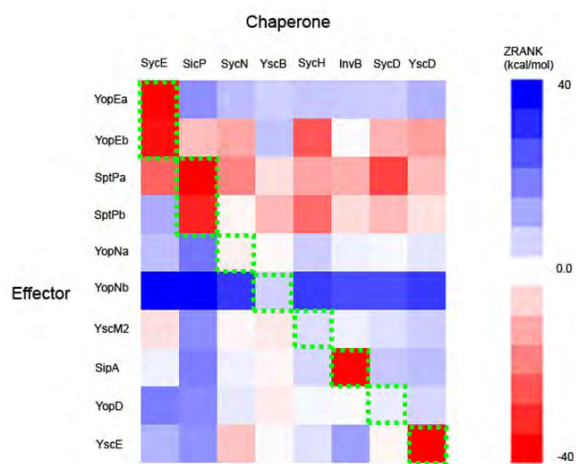 Chaperone
SycE SicP SycN YscB SycH InvB SycD YscD
ZRANK
(kcal/mol)
40
YopEa
YopEb
SptPa
SptPb
YopNa
0.0
Effector
YopNb
YscM2
SipA
YopD
YscE
-40